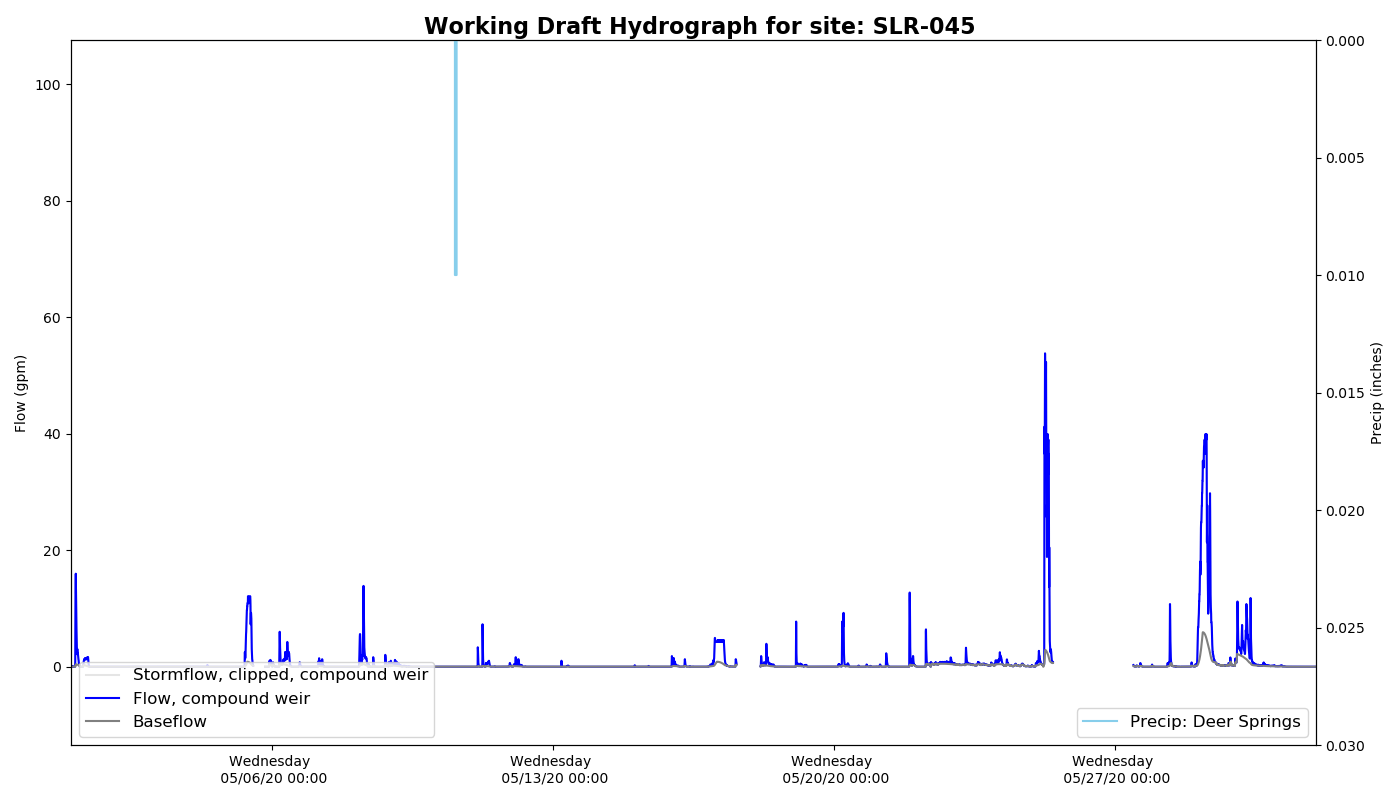 Working Draft Hydrograph for site: SLR-045
100
80
60
40
20
0
Flow (gpm)
0.000
0.005
0.010
0.015
0.020
0.025
0.030
Precip (inches)
Stormflow, clipped, compound weir
Flow, compound weir
Baseflow
Precip: Deer Springs
Wednesday
05/06/20 00:00
Wednesday
05/13/20 00:00
Wednesday
05/20/20 00:00
Wednesday
05/27/20 00:00